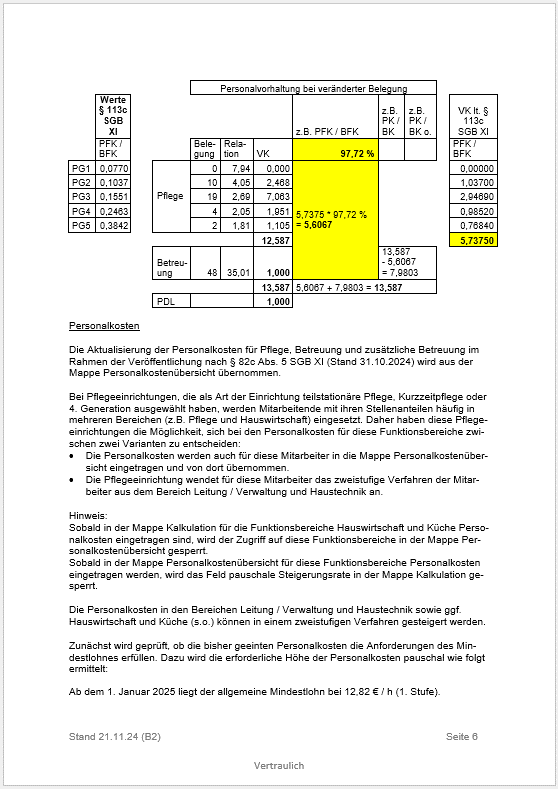 Personalvorhaltung bei veränderter Belegung
Werte
§ 113c
SGB
XI
z.B. PFK / BFK
z.B.
PK /
BK
z.B.
PK /
BK o.
VK lt. §
113c
SGB XI
PFK /
BFK
Bele-
gung
Rela-
tion
VK
97,72 %
PFK /
BFK
PG1 0,0770 0 7,94 0,000 0,00000
PG2 0,1037 10 4,05 2,468 1,03700
PG3 0,1551 Pflege 19 2,69 7,063 2,94690
PG4 0,2463 4 2,05 1,951 5,7375 * 97,72 % 0,98520
PG5 0,3842 2 1,81 1,105 = 5,6067 0,76840
12,587 5,73750
Betreu-
ung 48 35,01 1,000
13,587
- 5,6067
= 7,9803
13,587 5,6067 + 7,9803 = 13,587
PDL 1,000
Personalkosten
Die Aktualisierung der Personalkosten für Pflege, Betreuung und zusätzliche Betreuung im
Rahmen der Veröffentlichung nach § 82c Abs. 5 SGB XI (Stand 31.10.2024) wird aus der
Mappe Personalkostenübersicht übernommen.
Bei Pflegeeinrichtungen, die als Art der Einrichtung teilstationäre Pflege, Kurzzeitpflege oder
4. Generation ausgewählt haben, werden Mitarbeitende mit ihren Stellenanteilen häufig in
mehreren Bereichen (z.B. Pflege und Hauswirtschaft) eingesetzt. Daher haben diese Pflege-
einrichtungen die Möglichkeit, sich bei den Personalkosten für diese Funktionsbereiche zwi-
schen zwei Varianten zu entscheiden:
• Die Personalkosten werden auch für diese Mitarbeiter in die Mappe Personalkostenüber-
sicht eingetragen und von dort übernommen.
• Die Pflegeeinrichtung wendet für diese Mitarbeiter das zweistufige Verfahren der Mitar-
beiter aus dem Bereich Leitung / Verwaltung und Haustechnik an.
Hinweis:
Sobald in der Mappe Kalkulation für die Funktionsbereiche Hauswirtschaft und Küche Perso-
nalkosten eingetragen sind, wird der Zugriff auf diese Funktionsbereiche in der Mappe Per-
sonalkostenübersicht gesperrt.
Sobald in der Mappe Personalkostenübersicht für diese Funktionsbereiche Personalkosten
eingetragen werden, wird das Feld pauschale Steigerungsrate in der Mappe Kalkulation ge-
sperrt.
Die Personalkosten in den Bereichen Leitung / Verwaltung und Haustechnik sowie ggf.
Hauswirtschaft und Küche (s.o.) können in einem zweistufigen Verfahren gesteigert werden.
Zunächst wird geprüft, ob die bisher geeinten Personalkosten die Anforderungen des Min-
destlohnes erfüllen. Dazu wird die erforderliche Höhe der Personalkosten pauschal wie folgt
ermittelt:
Ab dem 1. Januar 2025 liegt der allgemeine Mindestlohn bei 12,82 € / h (1. Stufe).
Stand 21.11.24 (B2) Seite 6
Vertraulich